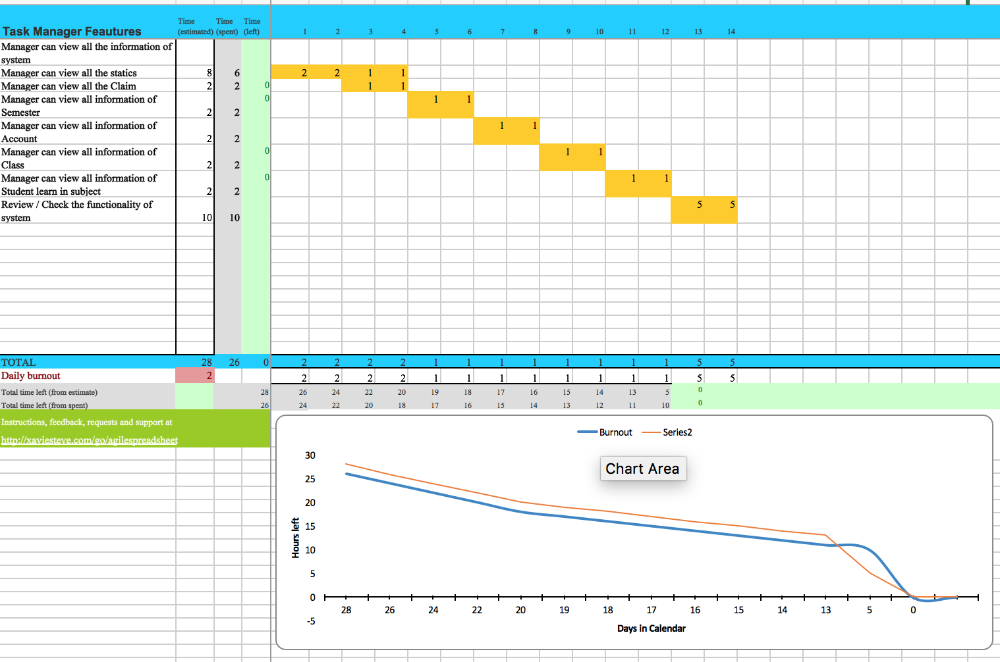 Time Time Time
Task Manager Feautures (estimated) (spent) (left) 1 2 3 4 5 6 7 8 9 10 11 12 13 14
Manager can view all the information of
system
Manager can view all the statics 8 6 2 2 1 1
Manager can view all the Claim 2 2 0 1 1
Manager can view all information of 0 1 1
Semester 2 2
Manager can view all information of 1 1
Account 2 2
Manager can view all information of 0 1 1
Class 2 2
Manager can view all information of 0 1 1
Student learn in subject 2 2
Review / Check the functionality of 5 5
system 10 10
TOTAL 28 26 0 2 2 2 2 1 1 1 1 1 1 1 1 5 5
Daily burnout 2 2 2 2 2 1 1 1 1 1 1 1 1 5 5
Total time left (from estimate) 28 26 24 22 20 19 18 17 16 15 14 13 5 0
Total time left (from spent) 26 24 22 20 18 17 16 15 14 13 12 11 10 0
Instructions, feedback, requests and support at
http://xaviesteve.com/go/agilespreadsheet
Burnout Series2
Chart Area
30
25
20
15
10
5
0
-5
Hours left
28 26 24 22 20 19 18 17 16 15 14 13 5 0
Days in Calendar